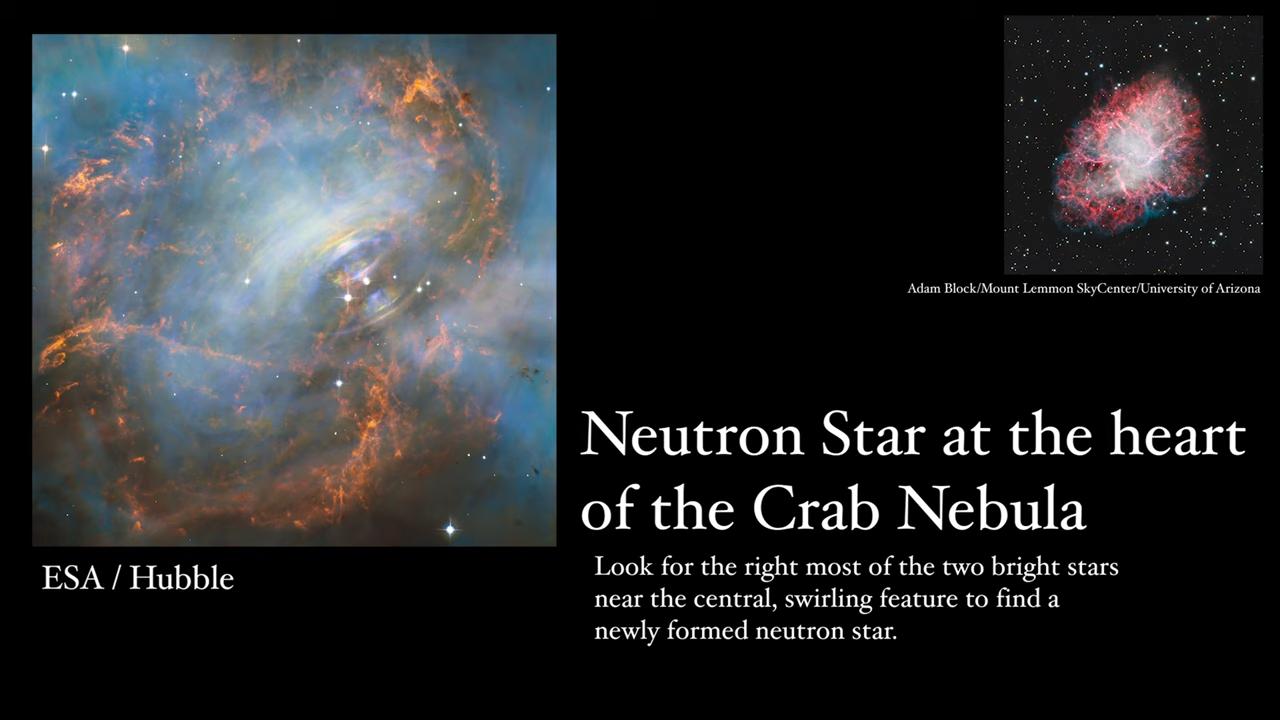 Adam Block/Mount Lemmon SkyCenter/University of Arizona
Neutron Star at the heart
of the Crab Nebula
Look for the right most of the two bright stars
near the central, swirling feature to find a
newly formed neutron star.
ESA / Hubble